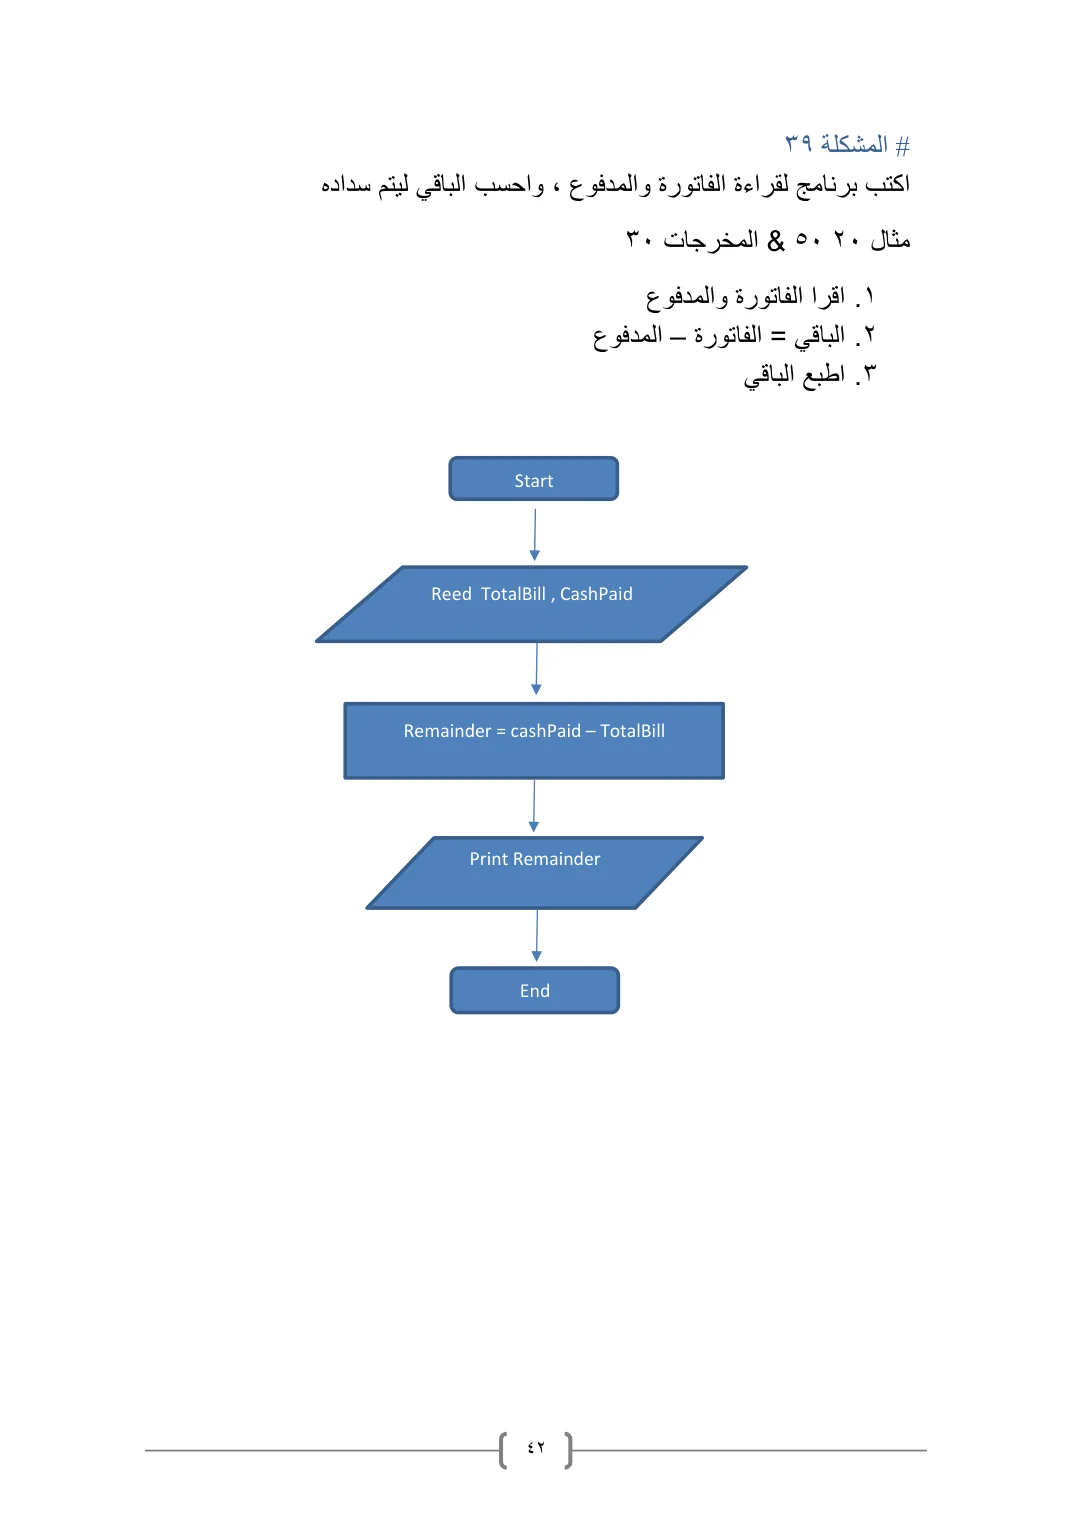 # المشكلة ٣٩
اكتب برنامج لقراءة الفاتورة والمدفوع ، واحسب الباقي ليتم سداده
مثال ٢٠ ٥٠ & المخرجات ٣٠
١. اقرا الفاتورة والمدفوع
٢. الباقي = الفاتورة – المدفوع
٣. اطبع الباقي
Start
Reed TotalBill , CashPaid
Remainder = cashPaid – TotalBill
Print Remainder
End
٤٢